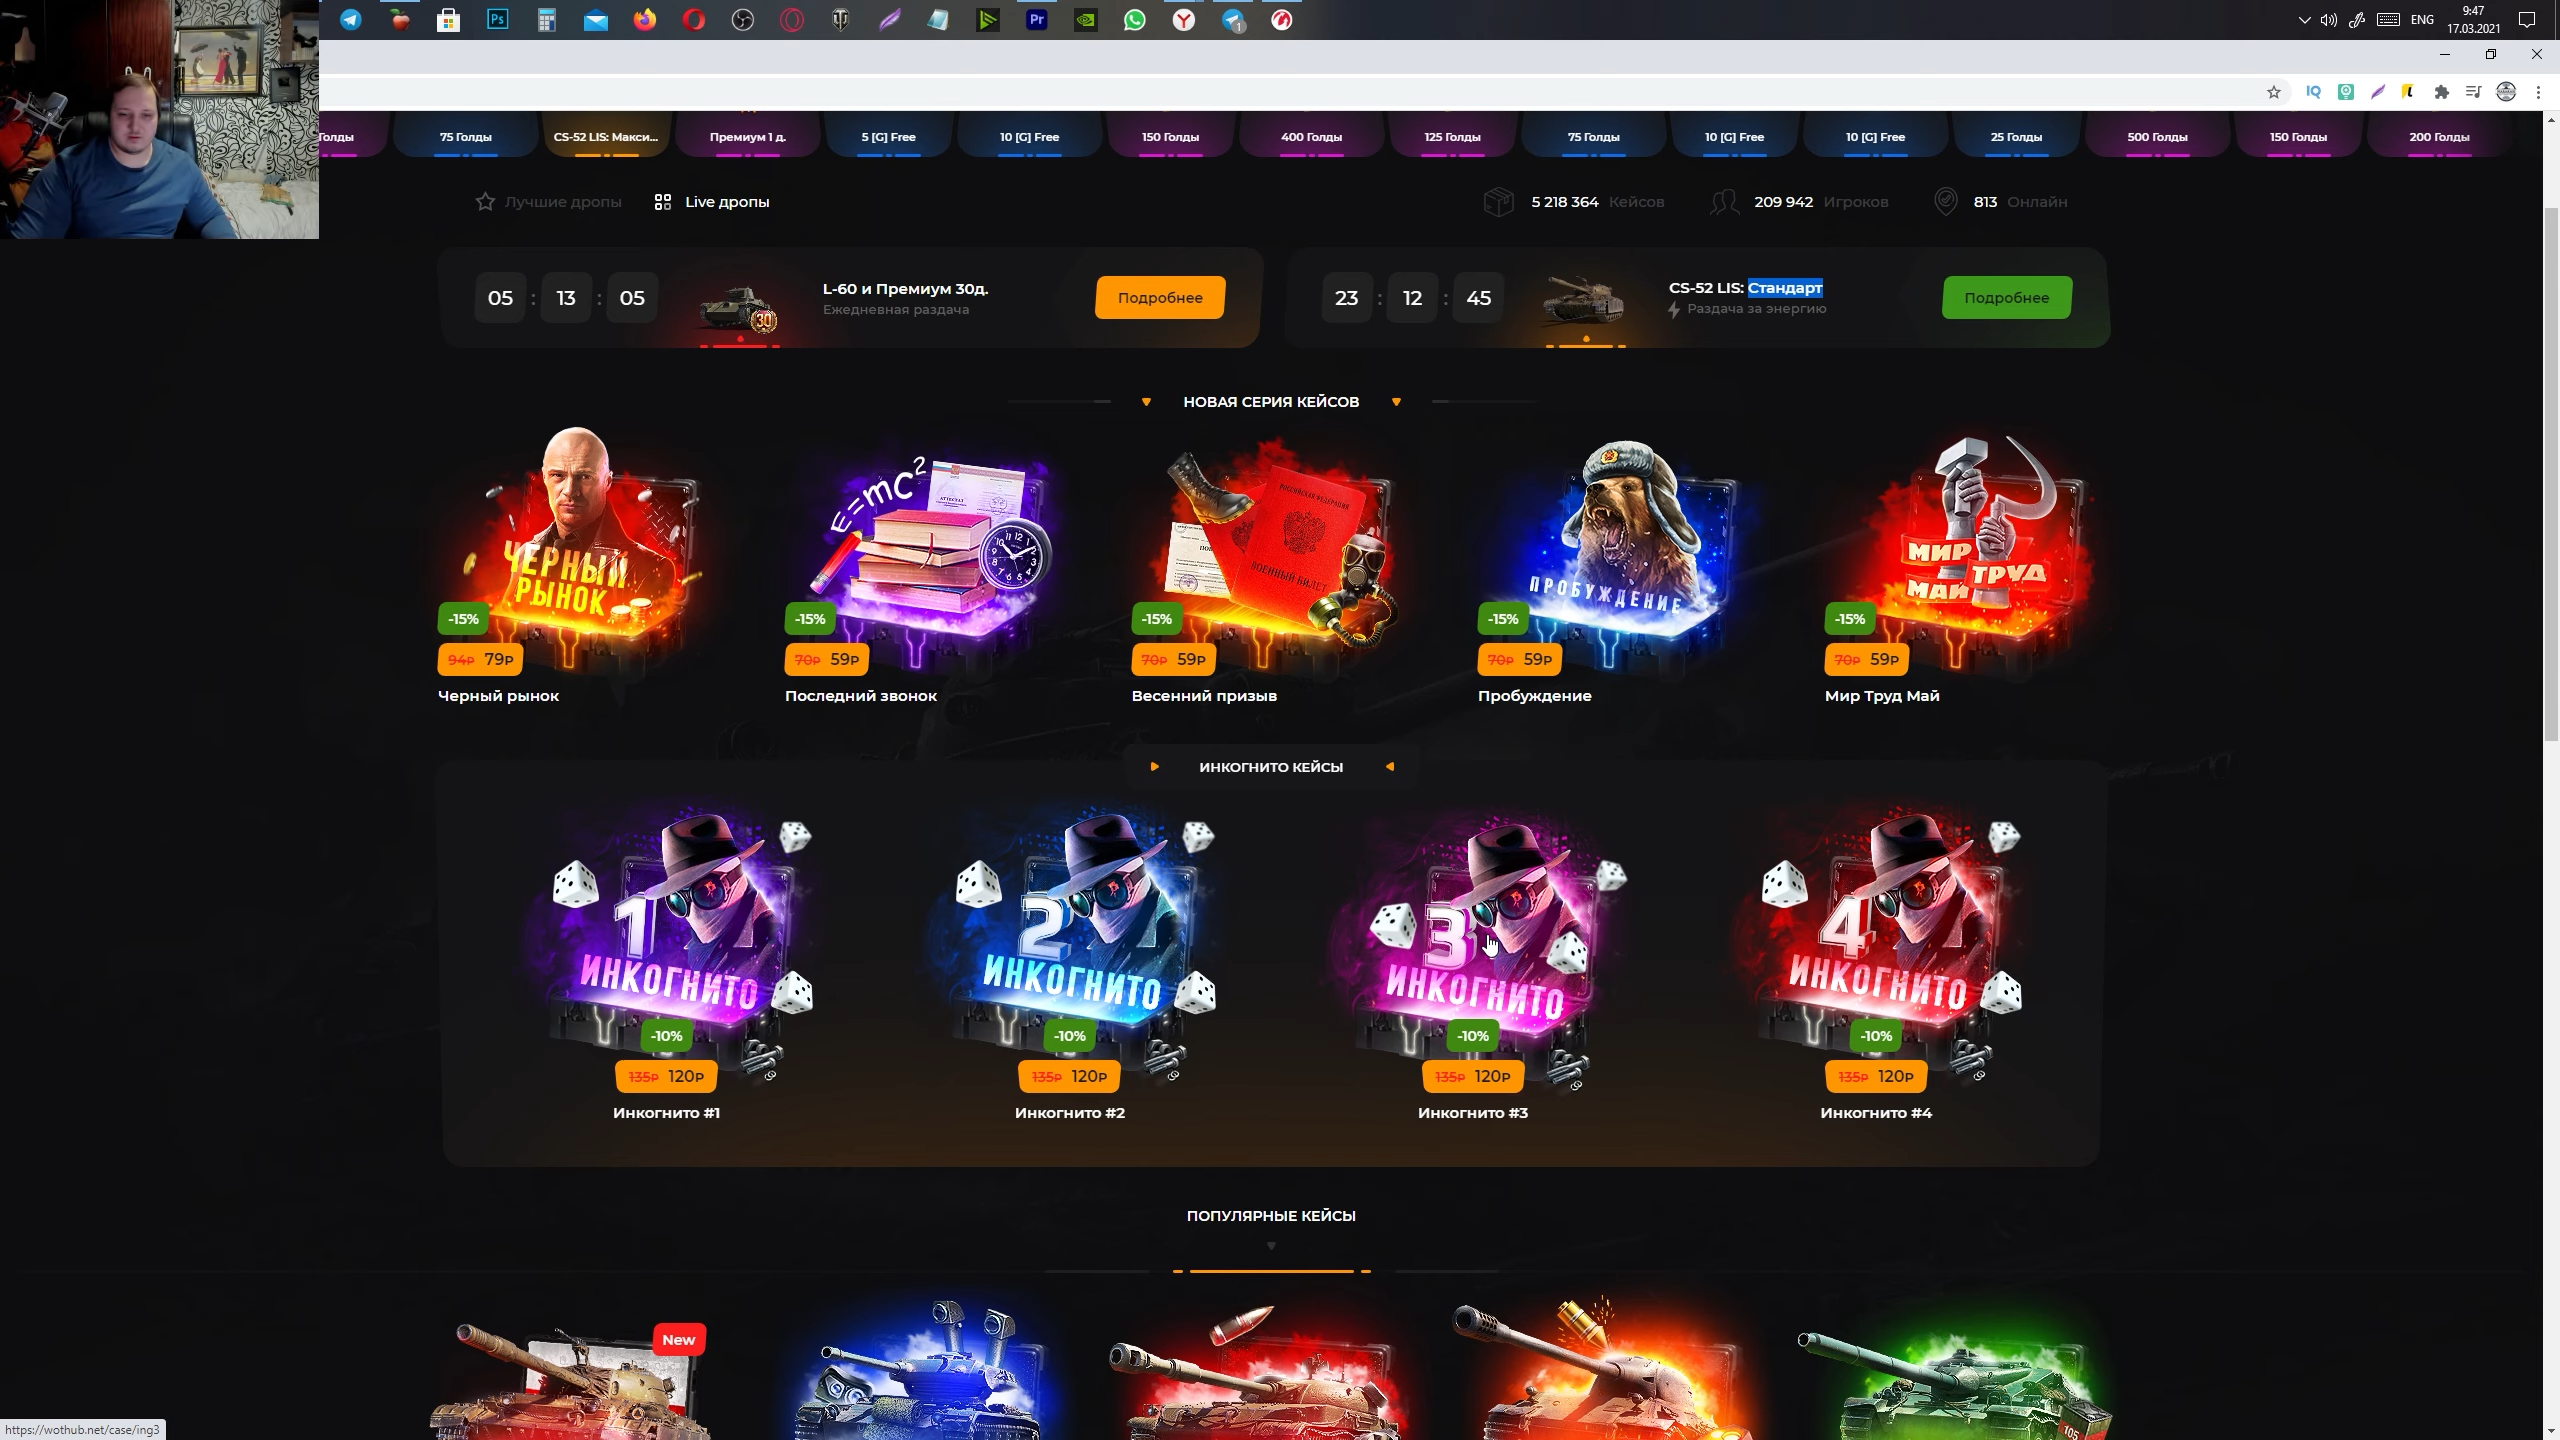 9:47
ENG
17.03.2021
Голды
75 Голды
CS-52 LIS: Макси...
Премиум 1 д.
5 [G] Free
10 [G] Free
150 Голды
400 Голды
125 Голды
75 Голды
10 [G] Free
10 [G] Free
25 Голды
500 Голды
150 Голды
200 Голды
Лучшие дропы
Live дропы
5 218 364 Кейсов
209 942 Игроков
813 Онлайн
05 : 13 : 05
L-60 и Премиум 30д.
Ежедневная раздача
Подробнее
23 : 12 : 45
CS-52 LIS: Стандарт
Раздача за энергию
Подробнее
НОВАЯ СЕРИЯ КЕЙСОВ
ЧЕРНЫЙ
РЫНОК
-15%
94Р 79Р
Черный рынок
E=mc2
АТТЕСТАТ
-15%
70Р 59Р
Последний звонок
РОССИЙСКАЯ ФЕДЕРАЦИЯ
ВОЕННЫЙ БИЛЕТ
-15%
70Р 59Р
Весенний призыв
ПРОБУЖДЕНИЕ
-15%
70Р 59Р
Пробуждение
МИР
ТРУД
МАЙ
-15%
70Р 59Р
Мир Труд Май
ИНКОГНИТО КЕЙСЫ
1
ИНКОГНИТО
-10%
135Р 120Р
Инкогнито #1
2
ИНКОГНИТО
-10%
135Р 120Р
Инкогнито #2
3
ИНКОГНИТО
-10%
135Р 120Р
Инкогнито #3
4
ИНКОГНИТО
-10%
135Р 120Р
Инкогнито #4
ПОПУЛЯРНЫЕ КЕЙСЫ
New
105
https://wothub.net/case/ing3